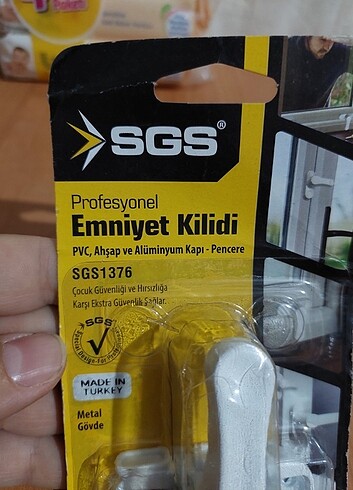 SGS®
Profesyonel
Emniyet Kilidi
PVC, Ahşap ve Alüminyum Kapı - Pencere
SGS1376
Çocuk Güvenliği ve Hırsızlığa
Karşı Ekstra Güvenlik Sağlar.
SGS
MADE IN
TURKEY
Metal
Gövde